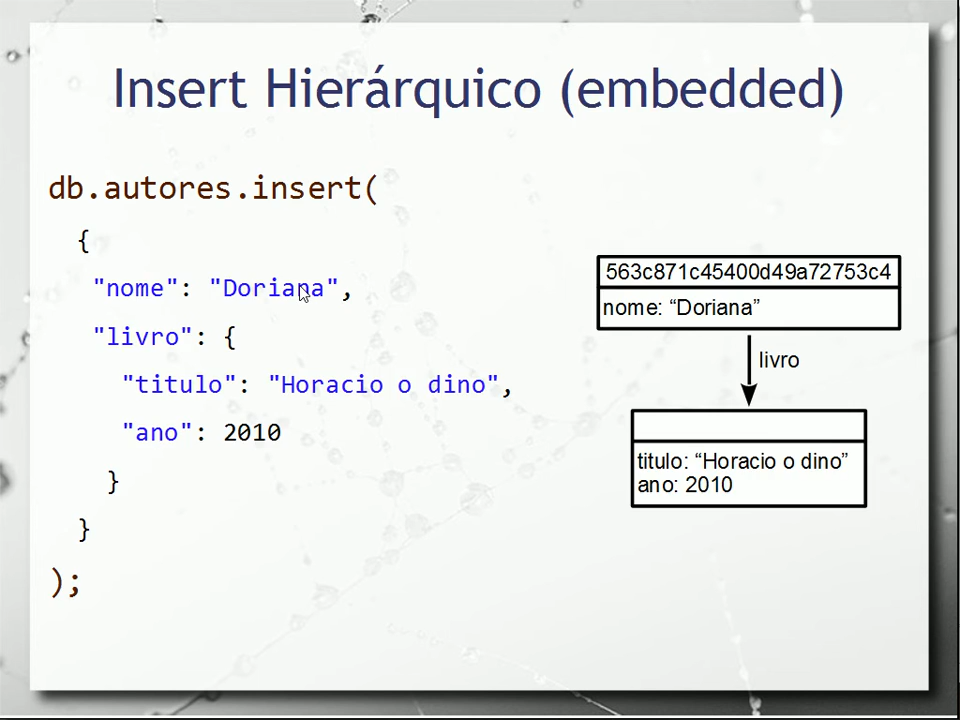 Insert Hierárquico (embedded)
db.autores.insert(
{
"nome": "Doriana",
"livro": {
"titulo": "Horacio o dino",
"ano": 2010
}
}
);
563c871c45400d49a72753c4
nome: “Doriana”
livro
titulo: “Horacio o dino”
ano: 2010